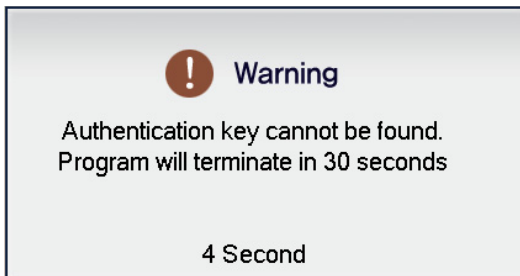 Warning
Authentication key cannot be found.
Program will terminate in 30 seconds
4 Second